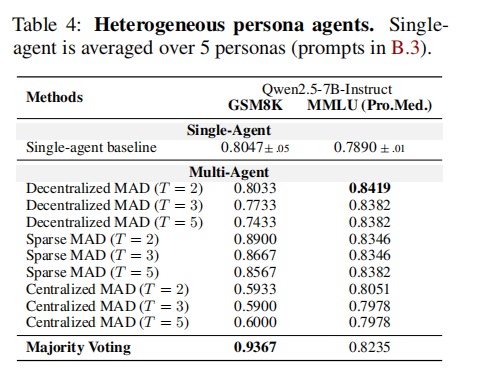 Table 4: Heterogeneous persona agents. Single-
agent is averaged over 5 personas (prompts in B.3).
Methods Qwen2.5-7B-Instruct
GSM8K MMLU (Pro.Med.)
Single-Agent
Single-agent baseline 0.8047± .05 0.7890 ± .01
Multi-Agent
Decentralized MAD (T = 2) 0.8033 0.8419
Decentralized MAD (T = 3) 0.7733 0.8382
Decentralized MAD (T = 5) 0.7433 0.8382
Sparse MAD (T = 2) 0.8900 0.8346
Sparse MAD (T = 3) 0.8667 0.8346
Sparse MAD (T = 5) 0.8567 0.8382
Centralized MAD (T = 2) 0.5933 0.8051
Centralized MAD (T = 3) 0.5900 0.7978
Centralized MAD (T = 5) 0.6000 0.7978
Majority Voting 0.9367 0.8235